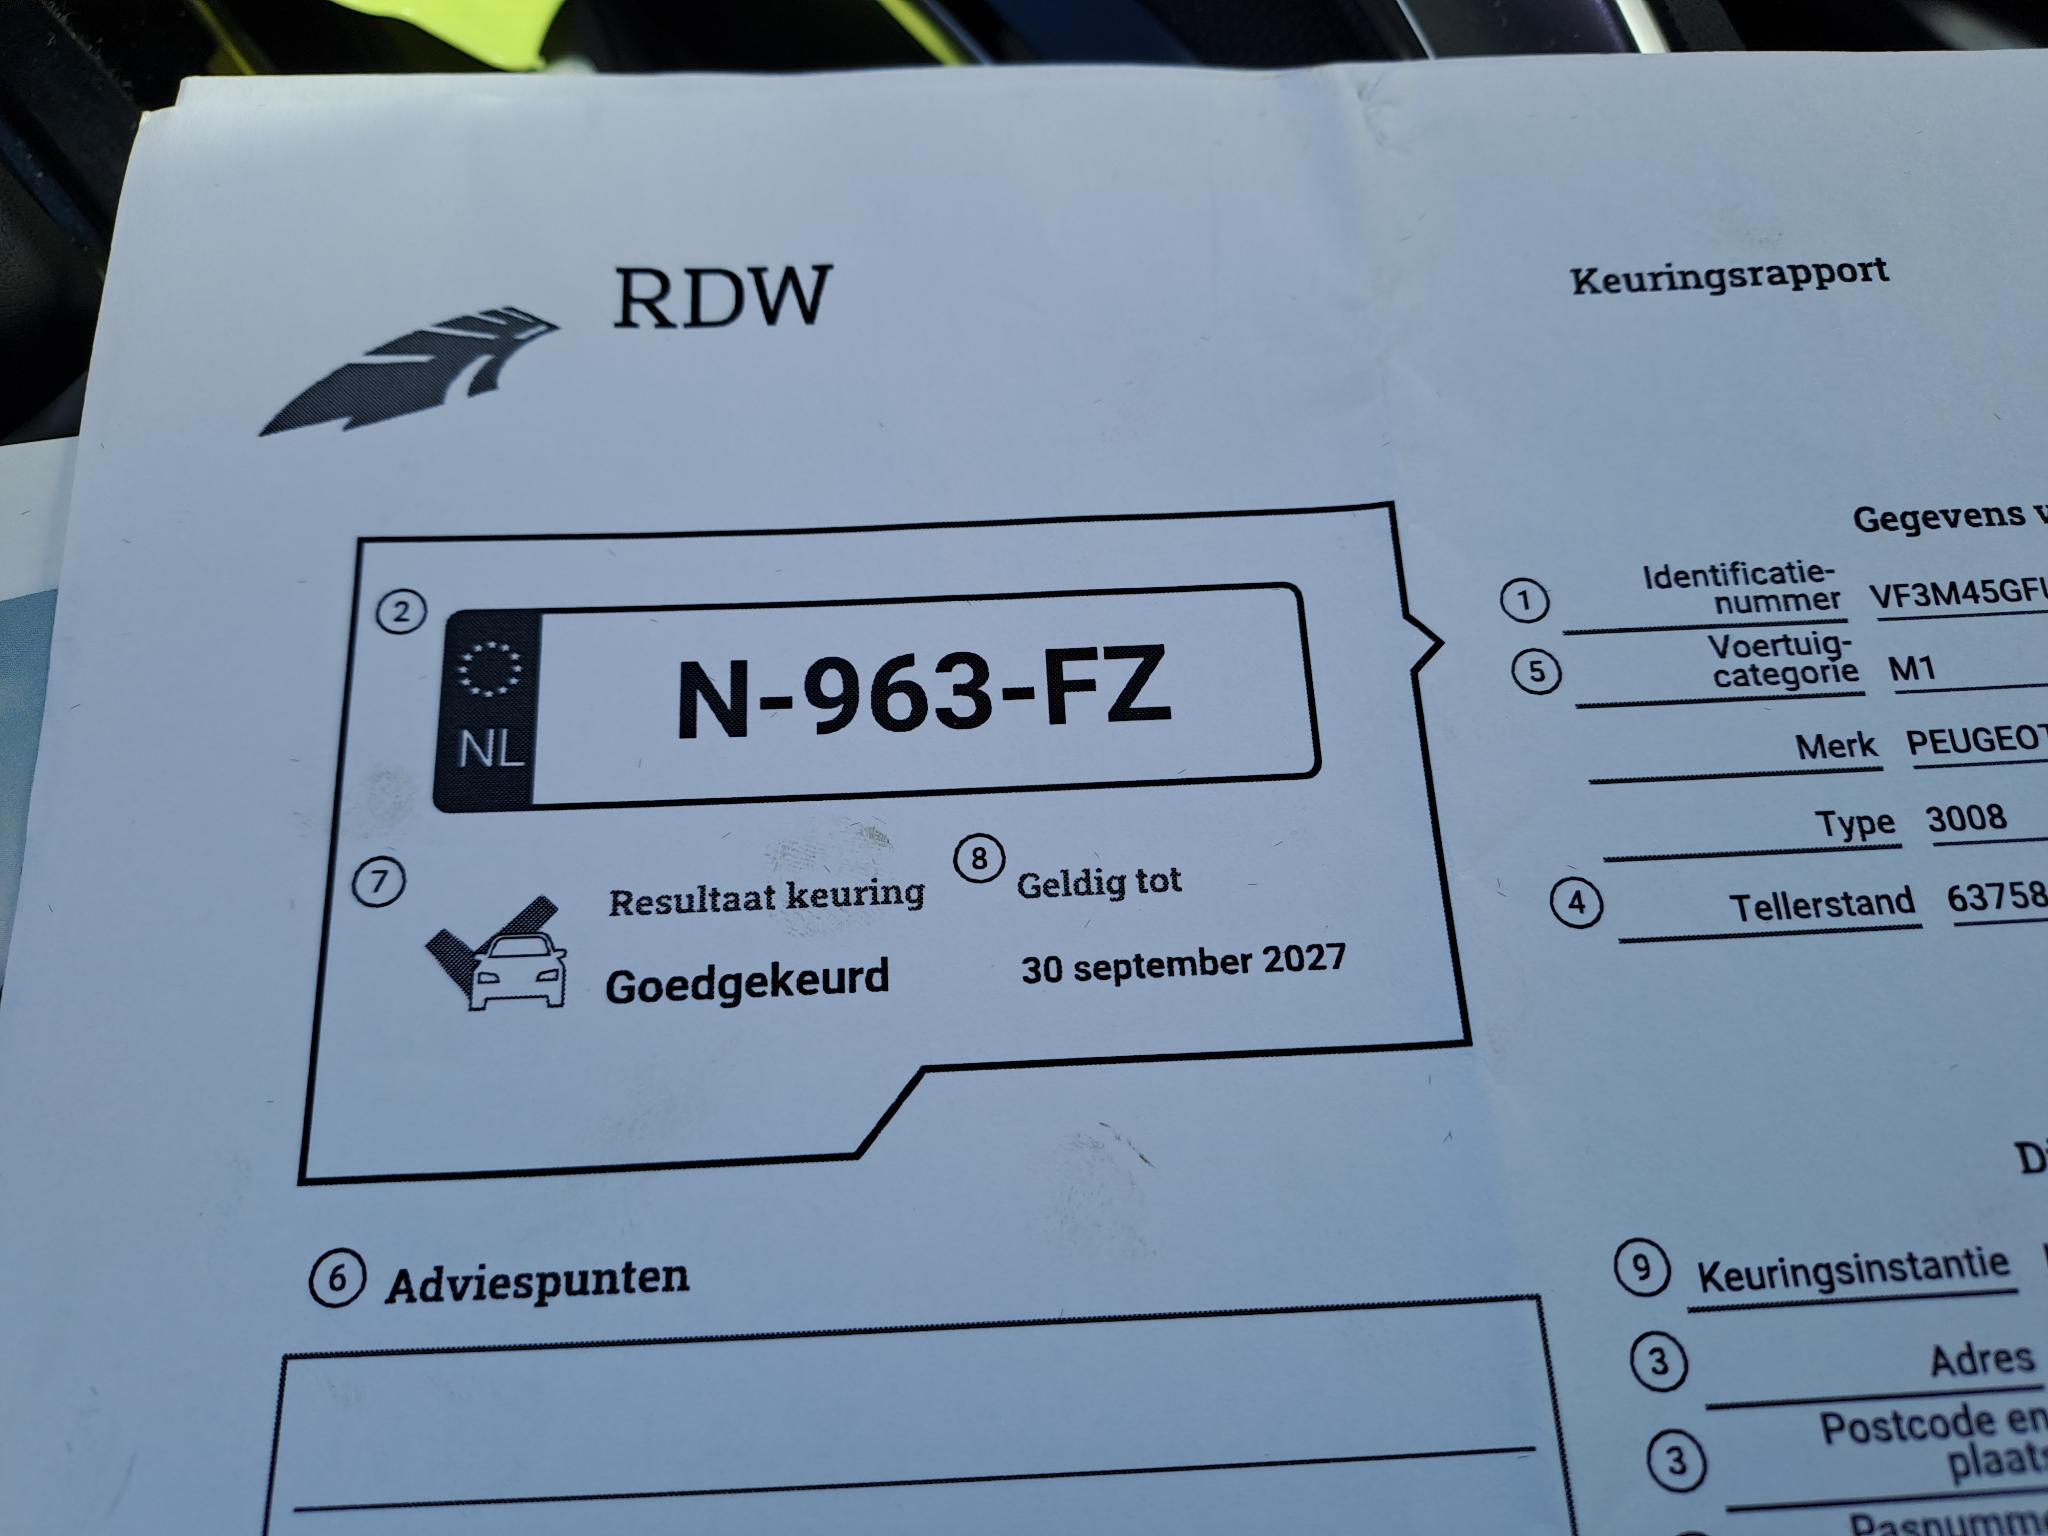 RDW
Keuringsrapport
2
NL
N-963-FZ
7
Resultaat keuring
Goedgekeurd
8
Geldig tot
30 september 2027
Gegevens
1 Identificatie-
nummer VF3M45GFU
5 Voertuig-
categorie M1
Merk PEUGEOT
Type 3008
4 Tellerstand 63758
6 Adviespunten
9 Keuringsinstantie
3 Adres
3 Postcode en
plaats
Pasnumme